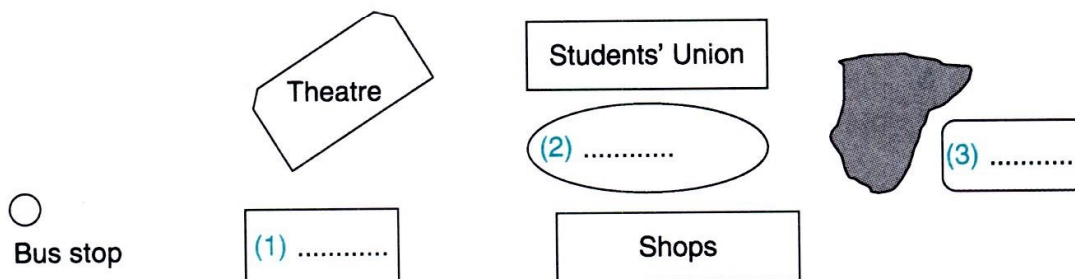 Students' Union
Theatre
(2) ............
(3) ...........
Bus stop
(1) ............
Shops